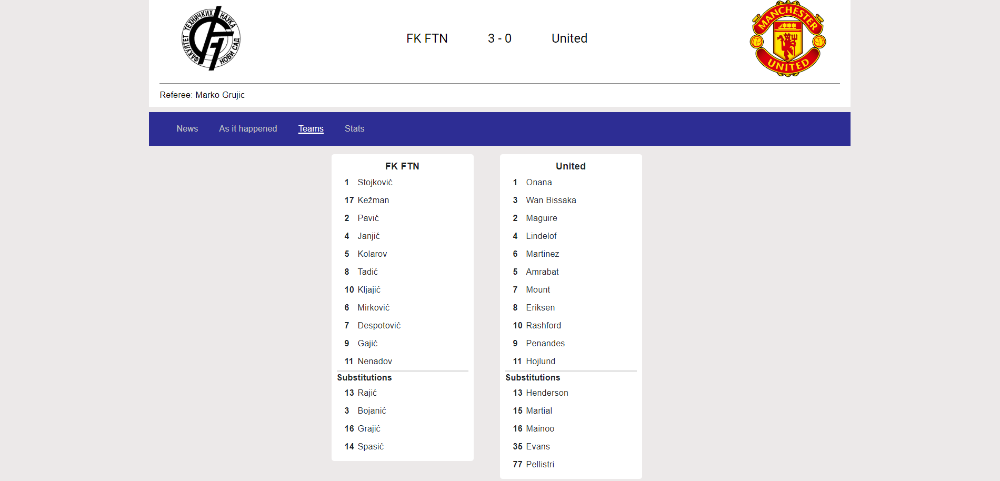 ФАКУЛТЕТ ТЕХНИЧКИХ НАУКА
НОВИ САД
FK FTN 3 - 0 United
MANCHESTER
UNITED
Referee: Marko Grujic
News As it happened Teams Stats
FK FTN
1 Stojković
17 Kežman
2 Pavić
4 Janjić
5 Kolarov
8 Tadić
10 Kljajić
6 Mirković
7 Despotović
9 Gajić
11 Nenadov
Substitutions
13 Rajić
3 Bojanić
16 Grajić
14 Spasić
United
1 Onana
3 Wan Bissaka
2 Maguire
4 Lindelof
6 Martinez
5 Amrabat
7 Mount
8 Eriksen
10 Rashford
9 Penandes
11 Hojlund
Substitutions
13 Henderson
15 Martial
16 Mainoo
35 Evans
77 Pellistri